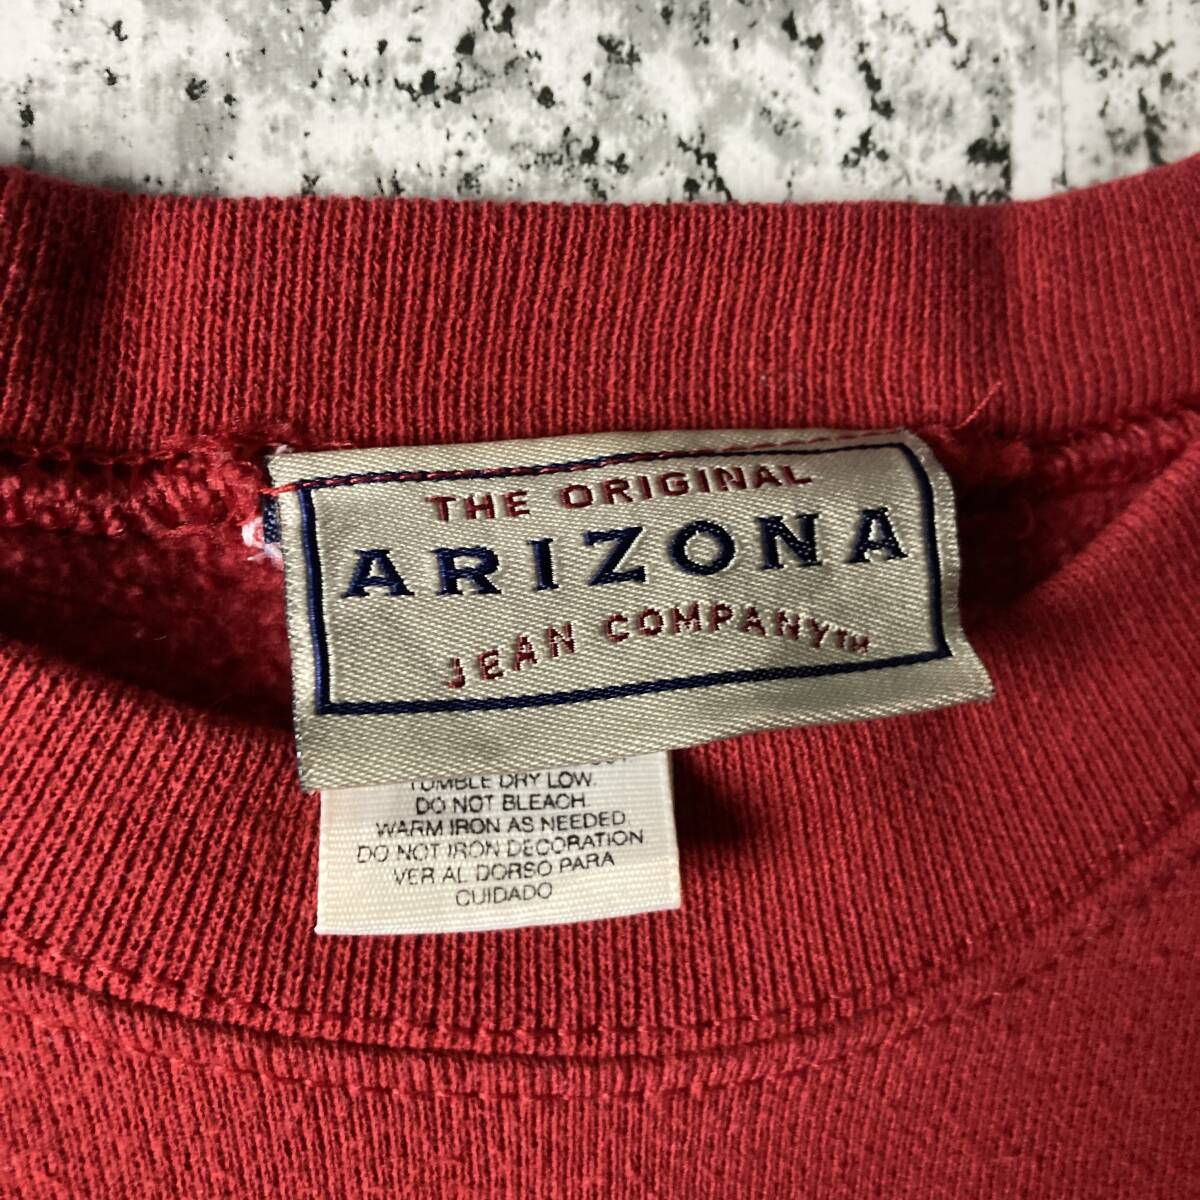 THE ORIGINAL
ARIZONA
JEAN COMPANY™
TUMBLE DRY LOW.
DO NOT BLEACH.
WARM IRON AS NEEDED.
DO NOT IRON DECORATION.
VER AL DORSO PARA
CUIDADO